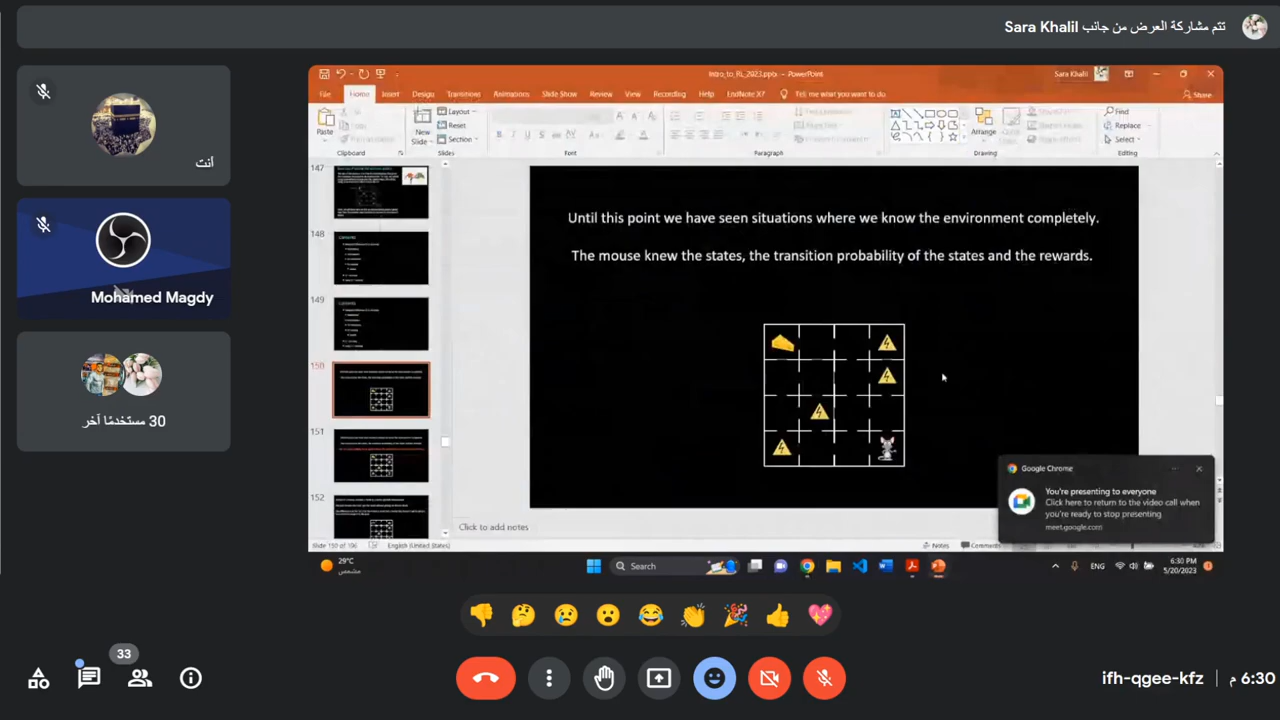 تتم مشاركة العرض من جانب Sara Khalil
أنت
Mohamed Magdy
30 مستخدمًا آخر
Intro_to_RL_2023.pptx – PowerPoint
Sara Khalil
File Home Insert Design Transitions Animations Slide Show Review View Recording Help EndNote X7 Tell me what you want to do
Share
Paste
New
Slide
Layout
Reset
Section
Arrange
Find
Replace
Select
Clipboard
Slides
Font
Paragraph
Drawing
Editing
147
148
149
150
151
152
Until this point we have seen situations where we know the environment completely.
The mouse knew the states, the transition probability of the states and the rewards.
Google Chrome
You're presenting to everyone
Click here to return to the video call when
you're ready to stop presenting
meet.google.com
Click to add notes
Slide 150 of 196
English (United States)
Notes
Comments
29°C
مشمس
Search
ENG
6:30 PM
5/20/2023
33
ifh-qgee-kfz
6:30 م